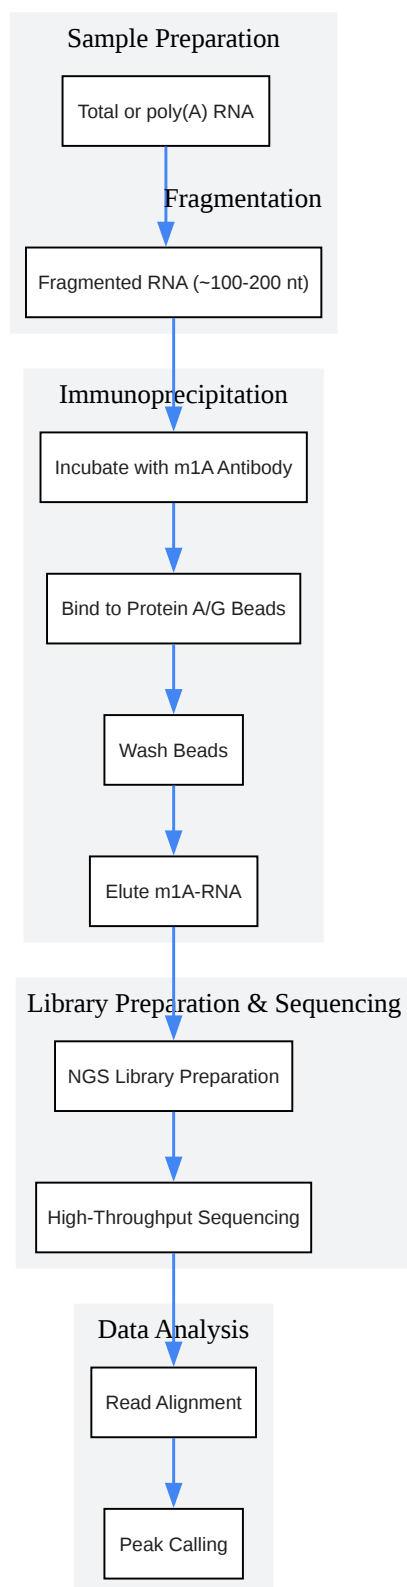 Sample Preparation
Total or poly(A) RNA
Fragmentation
Fragmented RNA (~100-200 nt)
Immunoprecipitation
Incubate with m1A Antibody
Bind to Protein A/G Beads
Wash Beads
Elute m1A-RNA
Library Preparation & Sequencing
NGS Library Preparation
High-Throughput Sequencing
Data Analysis
Read Alignment
Peak Calling